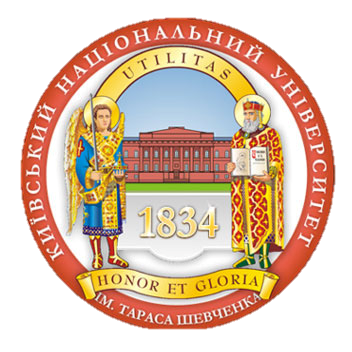 КИЇВСЬКИЙ НАЦІОНАЛЬНИЙ УНІВЕРСИТЕТ
UTILITAS
1834
HONOR ET GLORIA
ІМ. ТАРАСА ШЕВЧЕНКА